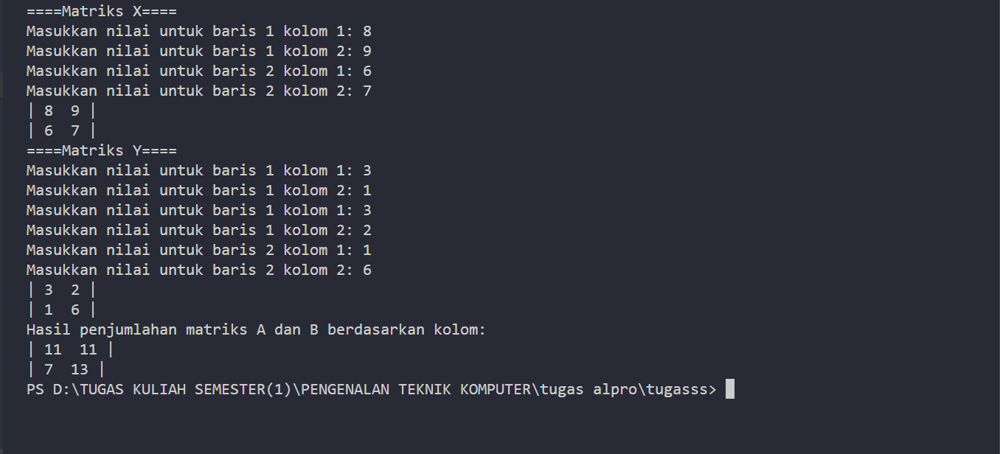 ====Matriks X====
Masukkan nilai untuk baris 1 kolom 1: 8
Masukkan nilai untuk baris 1 kolom 2: 9
Masukkan nilai untuk baris 2 kolom 1: 6
Masukkan nilai untuk baris 2 kolom 2: 7
| 8  9 |
| 6  7 |
====Matriks Y====
Masukkan nilai untuk baris 1 kolom 1: 3
Masukkan nilai untuk baris 1 kolom 2: 1
Masukkan nilai untuk baris 1 kolom 1: 3
Masukkan nilai untuk baris 1 kolom 2: 2
Masukkan nilai untuk baris 2 kolom 1: 1
Masukkan nilai untuk baris 2 kolom 2: 6
| 3  2 |
| 1  6 |
Hasil penjumlahan matriks A dan B berdasarkan kolom:
| 11  11 |
| 7  13 |
PS D:\TUGAS KULIAH SEMESTER(1)\PENGENALAN TEKNIK KOMPUTER\tugas alpro\tugasss>